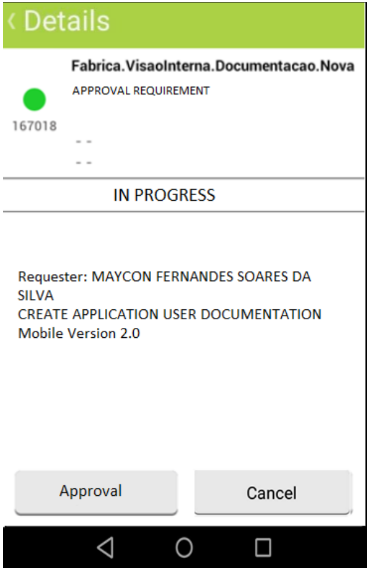 Details
Fabrica.VisaoInterna.Documentacao.Nova
APPROVAL REQUIREMENT
167018
- -
- -
IN PROGRESS
Requester: MAYCON FERNANDES SOARES DA
SILVA
CREATE APPLICATION USER DOCUMENTATION
Mobile Version 2.0
Approval
Cancel